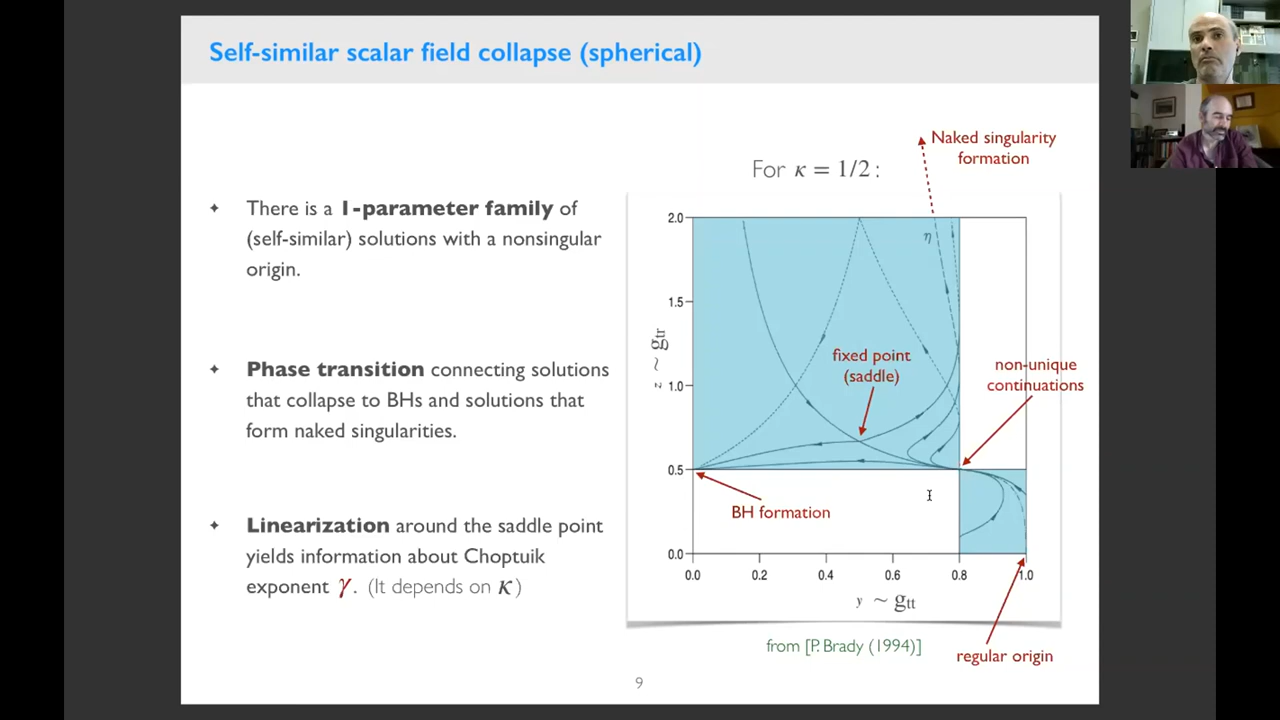 Self-similar scalar field collapse (spherical)
✦ There is a 1-parameter family of
(self-similar) solutions with a nonsingular
origin.
✦ Phase transition connecting solutions
that collapse to BHs and solutions that
form naked singularities.
✦ Linearization around the saddle point
yields information about Choptuik
exponent γ. (It depends on κ)
For κ = 1/2 :
Naked singularity
formation
2.0
1.5
1.0
0.5
0.0
z ~ gtr
η
fixed point
(saddle)
non-unique
continuations
BH formation
0.0 0.2 0.4 0.6 0.8 1.0
y ~ gtt
from [P. Brady (1994)]
regular origin
9